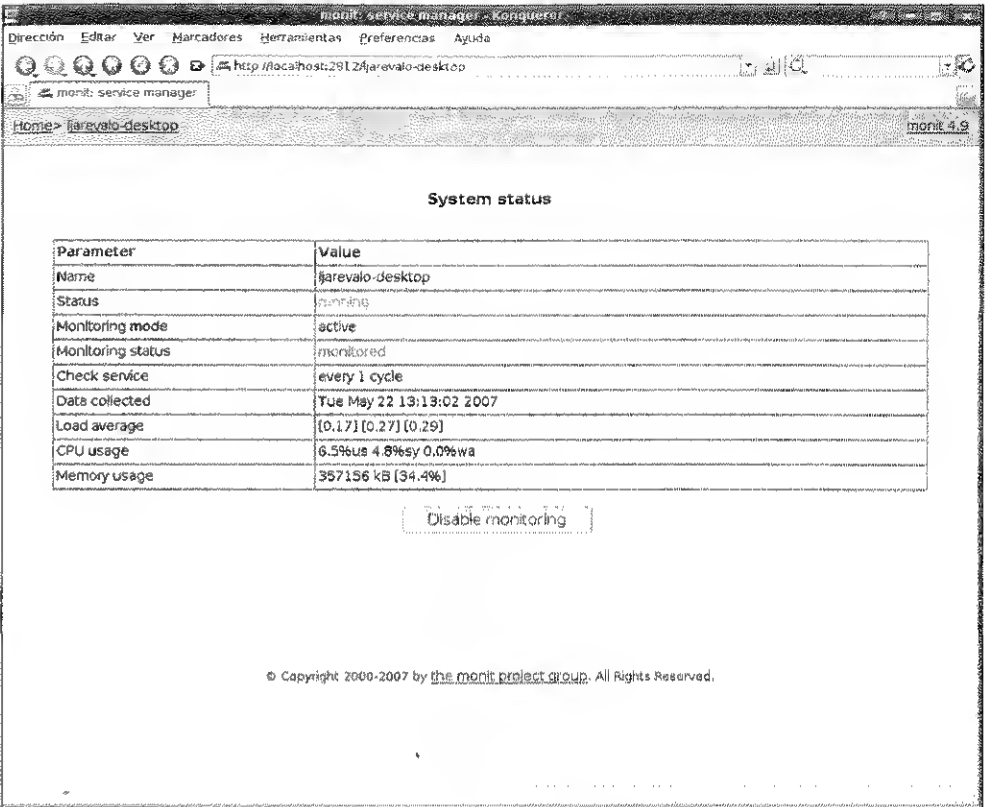 monit: service manager - Konqueror
Dirección Editar Ver Marcadores Herramientas Preferencias Ayuda
http://localhost:2812/ljarevalo-desktop
monit: service manager
Home> ljarevalo-desktop monit 4.9
System status
Parameter Value
Name ljarevalo-desktop
Status running
Monitoring mode active
Monitoring status monitored
Check service every 1 cycle
Data collected Tue May 22 13:13:02 2007
Load average [0.17] [0.27] [0.29]
CPU usage 6.5%us 4.8%sy 0.0%wa
Memory usage 357156 kB [34.4%]
Disable monitoring
© Copyright 2000-2007 by the monit project group. All Rights Reserved.